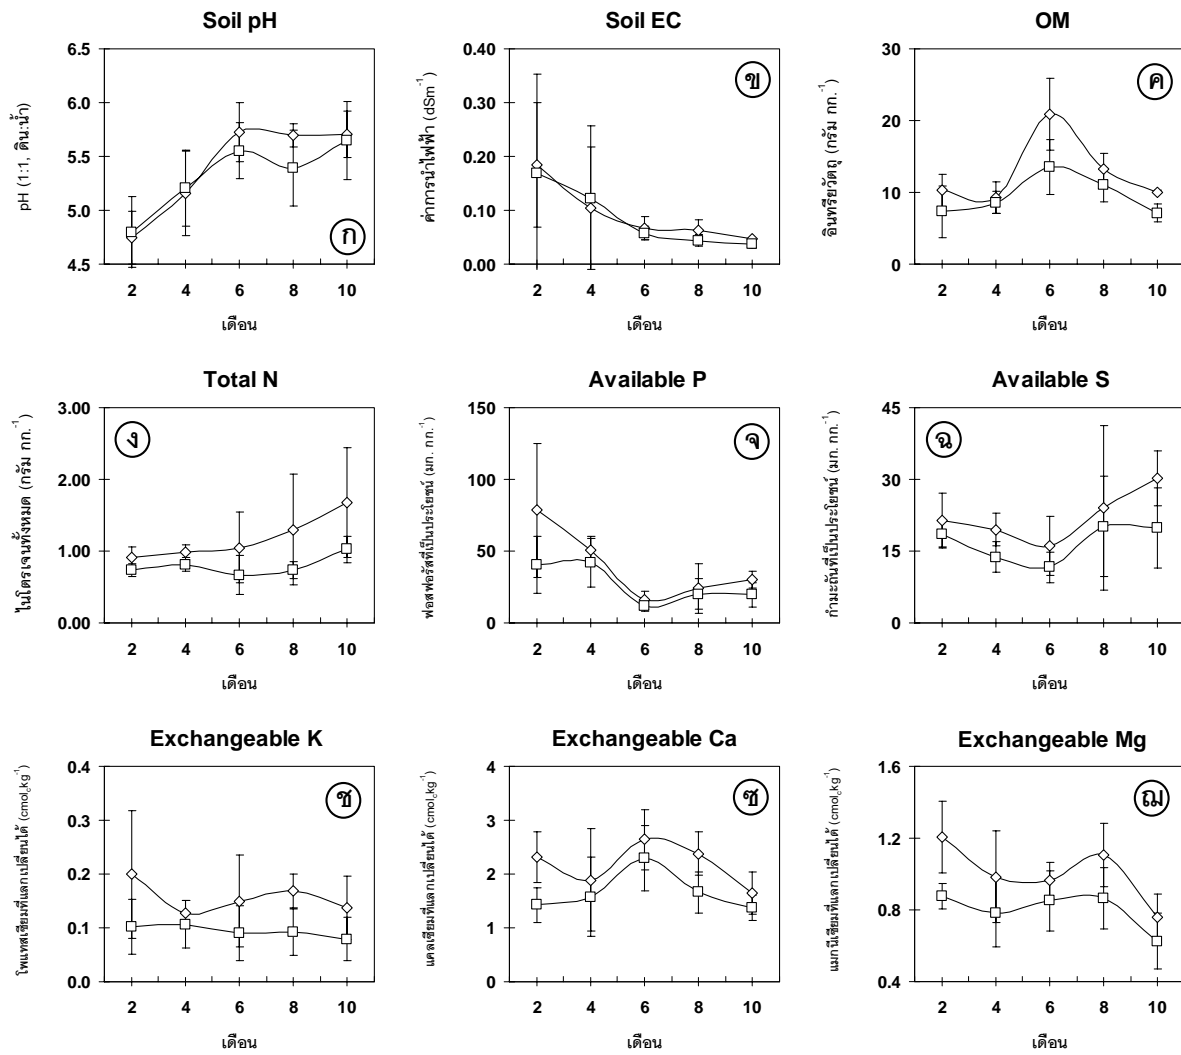 Soil pH
pH (1:1, ดิน:น้ำ)
6.5
6.0
5.5
5.0
4.5
ก
2 4 6 8 10
เดือน
Soil EC
ค่าการนำไฟฟ้า (dSm-1)
0.40
0.30
0.20
0.10
0.00
ข
2 4 6 8 10
เดือน
OM
อินทรียวัตถุ (กรัม กก.-1)
30
20
10
0
ค
2 4 6 8 10
เดือน
Total N
ไนโตรเจนทั้งหมด (กรัม กก.-1)
3.00
2.00
1.00
0.00
ง
2 4 6 8 10
เดือน
Available P
ฟอสฟอรัสที่เป็นประโยชน์ (มก. กก.-1)
150
100
50
0
จ
2 4 6 8 10
เดือน
Available S
กำมะถันที่เป็นประโยชน์ (มก. กก.-1)
45
30
15
0
ฉ
2 4 6 8 10
เดือน
Exchangeable K
โพแทสเซียมที่แลกเปลี่ยนได้ (cmolckg-1)
0.4
0.3
0.2
0.1
0.0
ช
2 4 6 8 10
เดือน
Exchangeable Ca
แคลเซียมที่แลกเปลี่ยนได้ (cmolckg-1)
4
3
2
1
0
ซ
2 4 6 8 10
เดือน
Exchangeable Mg
แมกนีเซียมที่แลกเปลี่ยนได้ (cmolckg-1)
1.6
1.2
0.8
0.4
ฌ
2 4 6 8 10
เดือน